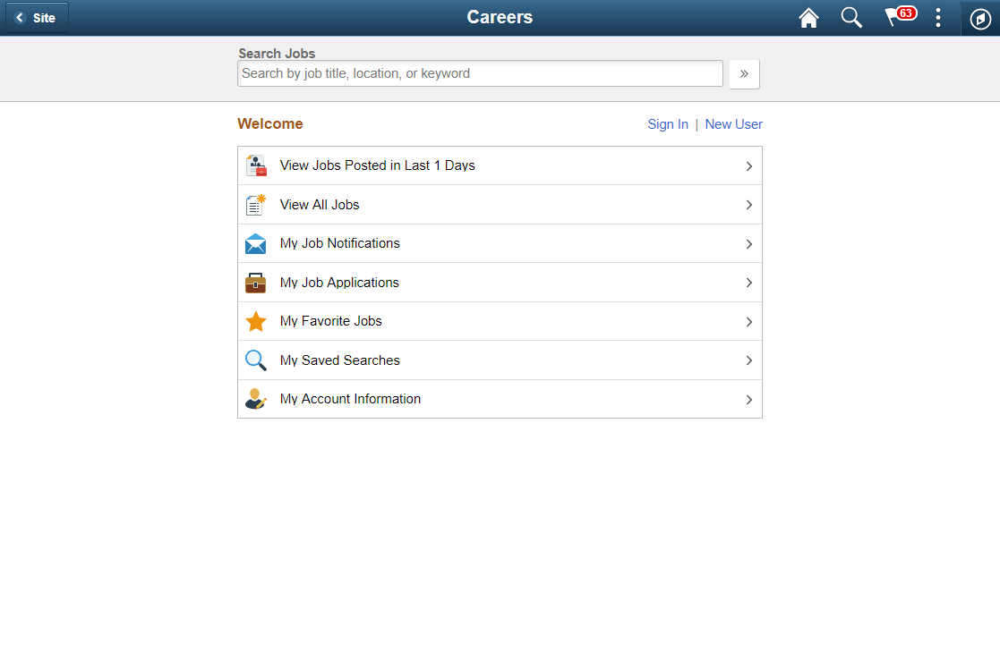 Site
Careers
63
Search Jobs
Search by job title, location, or keyword
»
Welcome
Sign In | New User
View Jobs Posted in Last 1 Days
View All Jobs
My Job Notifications
My Job Applications
My Favorite Jobs
My Saved Searches
My Account Information